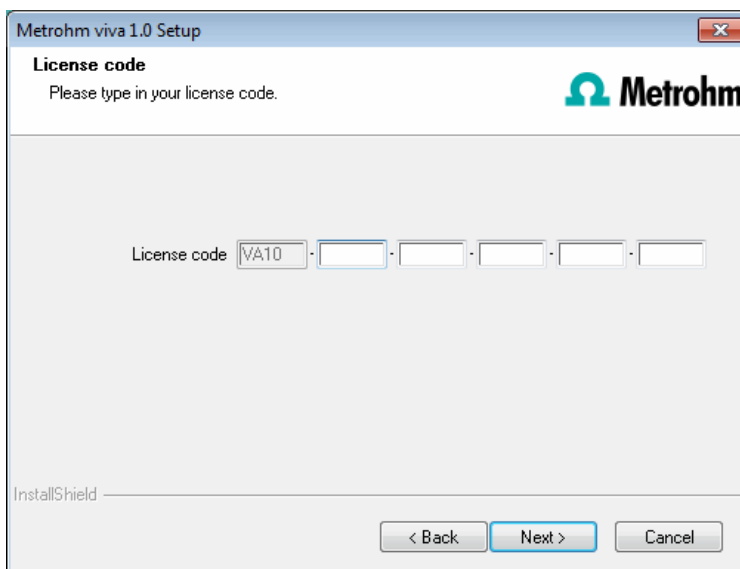 Metrohm viva 1.0 Setup
License code
Please type in your license code.
Metrohm
License code VA10 - - - - -
InstallShield
< Back Next > Cancel